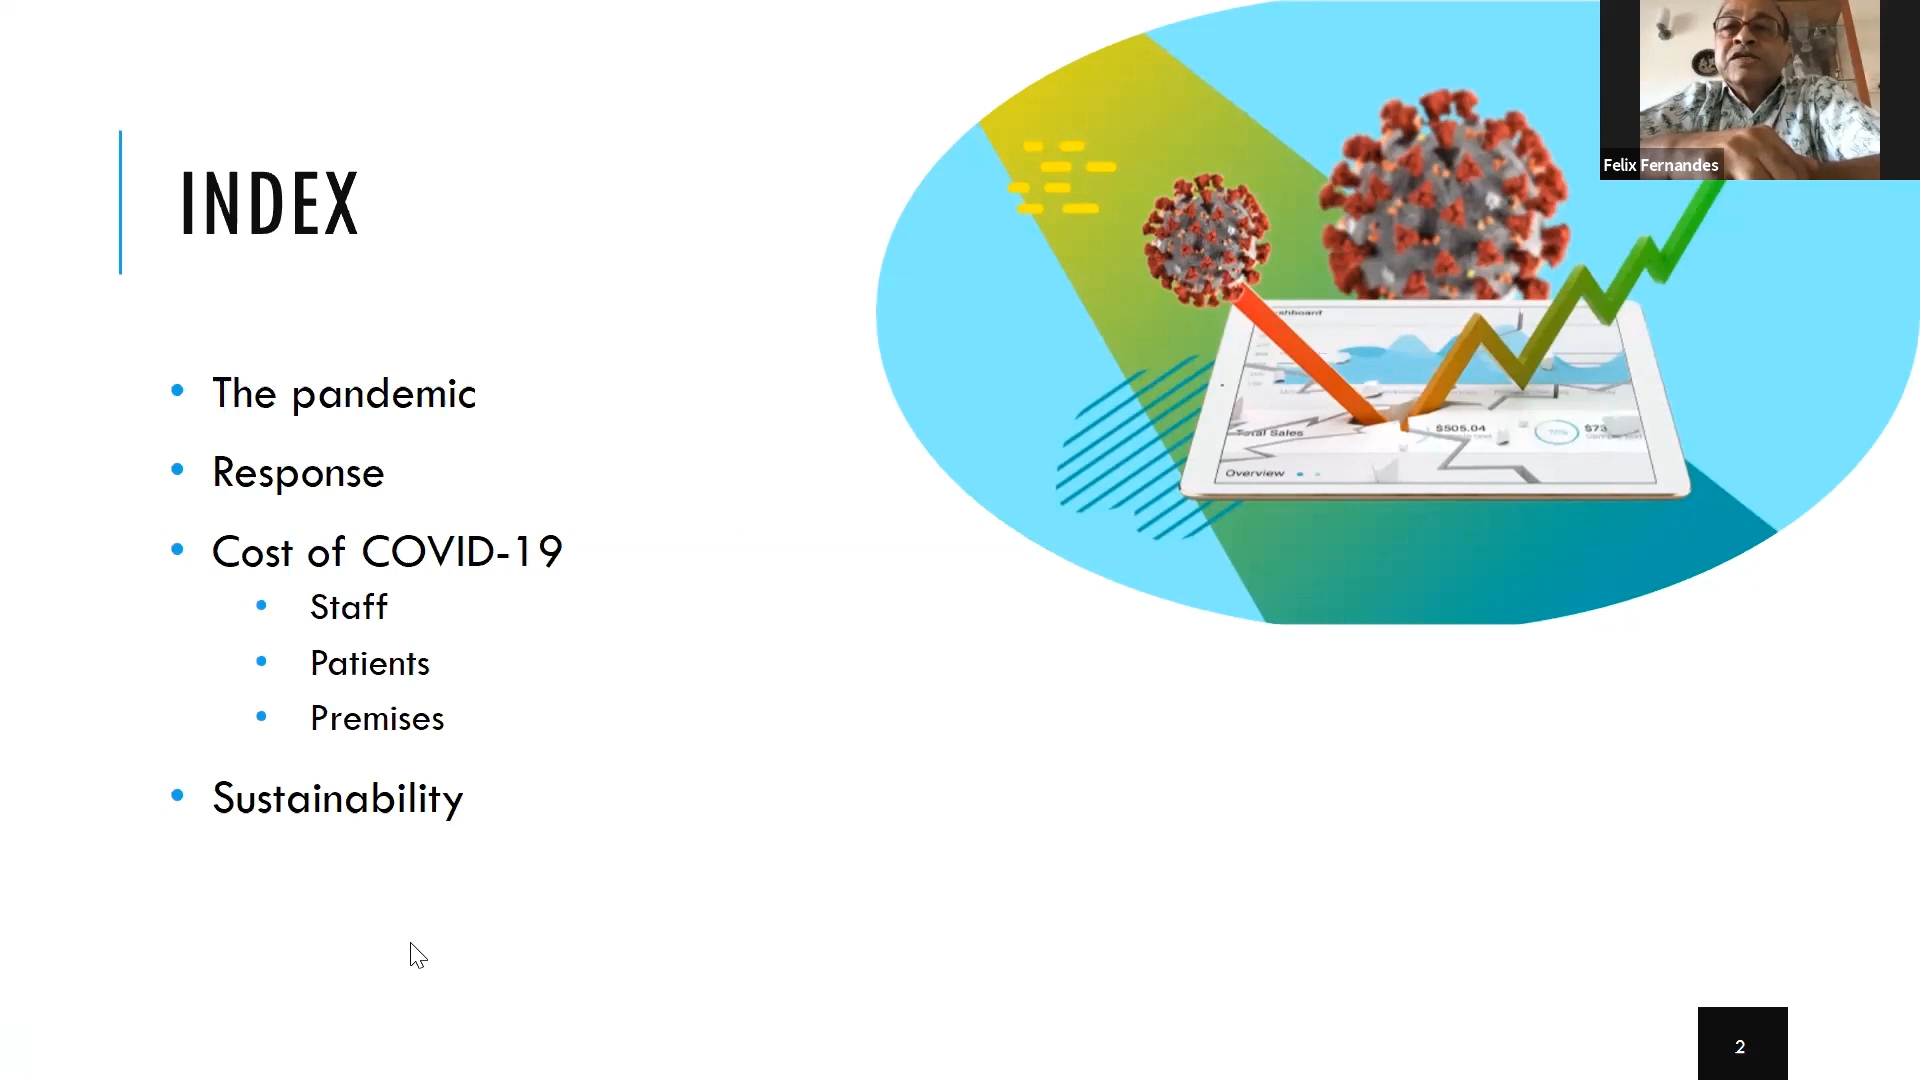 Felix Fernandes
INDEX
• The pandemic
• Response
• Cost of COVID-19
• Staff
• Patients
• Premises
• Sustainability
Total Sales
$505.04
$73
Overview
2